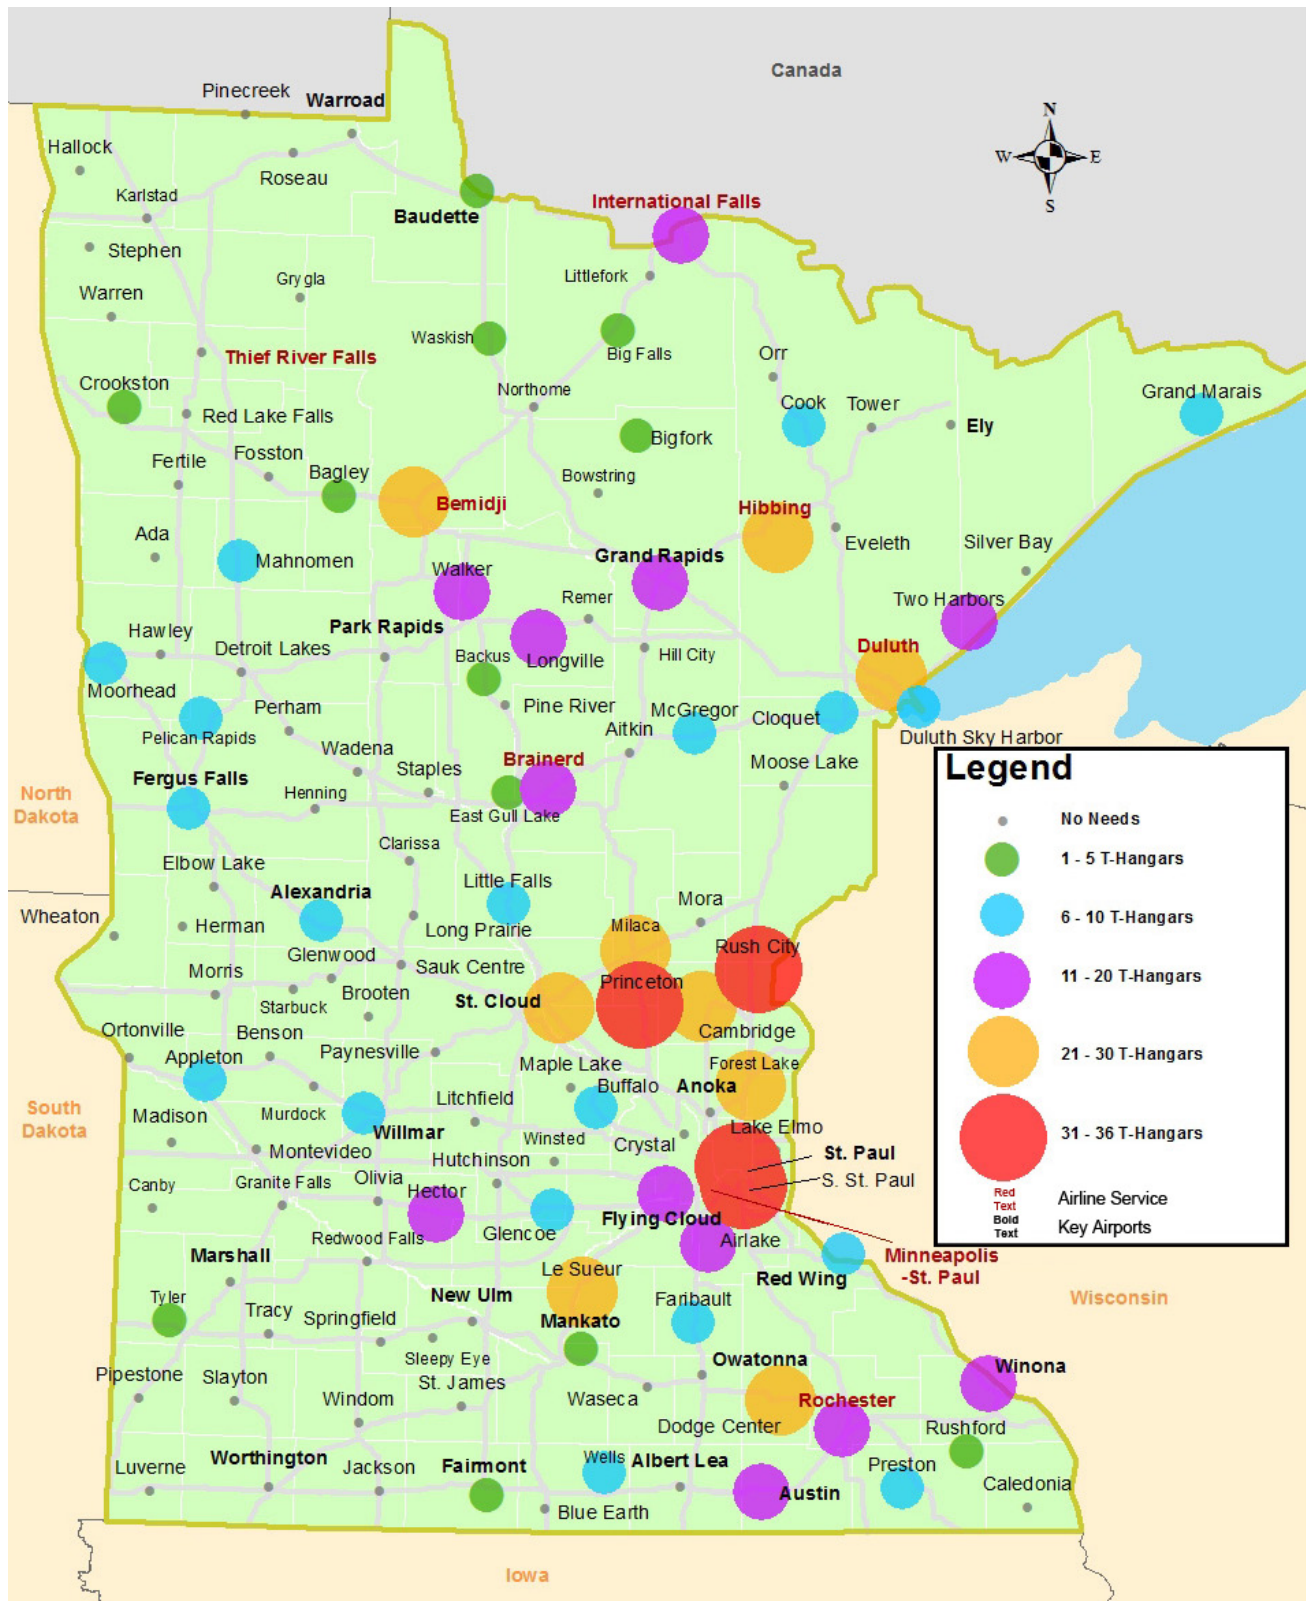 Canada
Pinecreek
Warroad
N
W
E
S
Hallock
Roseau
Karlstad
International Falls
Baudette
Stephen
Littlefork
Grygla
Warren
Waskish
Big Falls
Orr
Thief River Falls
Crookston
Northome
Grand Marais
Cook
Tower
Red Lake Falls
Ely
Bigfork
Fosston
Fertile
Bagley
Bowstring
Bemidji
Hibbing
Ada
Eveleth
Silver Bay
Mahnomen
Grand Rapids
Walker
Remer
Two Harbors
Park Rapids
Hawley
Detroit Lakes
Backus
Longville
Hill City
Duluth
Moorhead
Perham
Pine River
McGregor
Cloquet
Pelican Rapids
Aitkin
Duluth Sky Harbor
Wadena
Brainerd
Moose Lake
Staples
Fergus Falls
Henning
East Gull Lake
North
Dakota
Clarissa
Elbow Lake
Alexandria
Little Falls
Mora
Wheaton
Herman
Long Prairie
Milaca
Rush City
Glenwood
Sauk Centre
Morris
Princeton
Starbuck
Brooten
St. Cloud
Ortonville
Benson
Cambridge
Appleton
Paynesville
Maple Lake
Forest Lake
Buffalo
Anoka
South
Dakota
Madison
Murdock
Litchfield
Willmar
Winsted
Crystal
Lake Elmo
Montevideo
Hutchinson
St. Paul
S. St. Paul
Canby
Granite Falls
Olivia
Hector
Flying Cloud
Glencoe
Redwood Falls
Airlake
Marshall
Minneapolis
-St. Paul
Le Sueur
Red Wing
Tyler
New Ulm
Faribault
Tracy
Springfield
Mankato
Wisconsin
Sleepy Eye
Owatonna
Winona
Pipestone
Slayton
St. James
Windom
Waseca
Rochester
Dodge Center
Rushford
Worthington
Wells
Albert Lea
Luverne
Jackson
Fairmont
Preston
Caledonia
Austin
Blue Earth
Iowa
Legend
No Needs
1 - 5 T-Hangars
6 - 10 T-Hangars
11 - 20 T-Hangars
21 - 30 T-Hangars
31 - 36 T-Hangars
Red
Text
Airline Service
Bold
Text
Key Airports